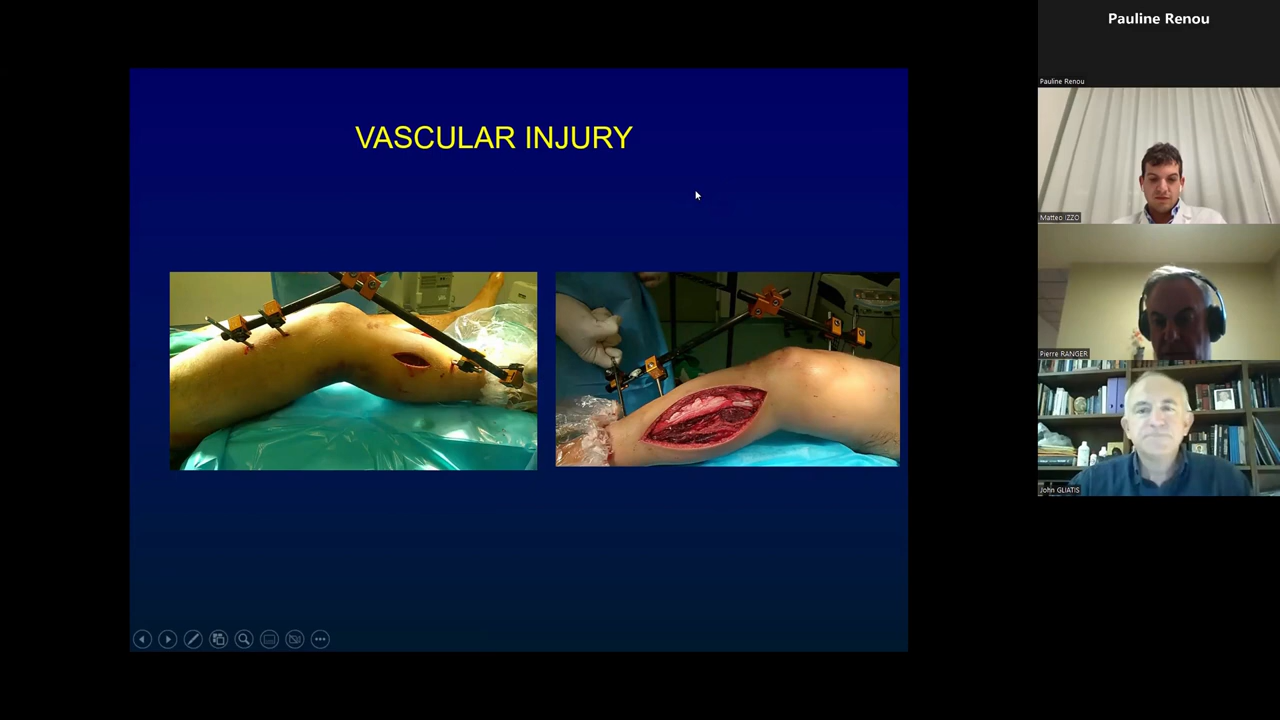 Pauline Renou
Pauline Renou
VASCULAR INJURY
Matteo IZZO
Pierre RANGER
John GLIATIS